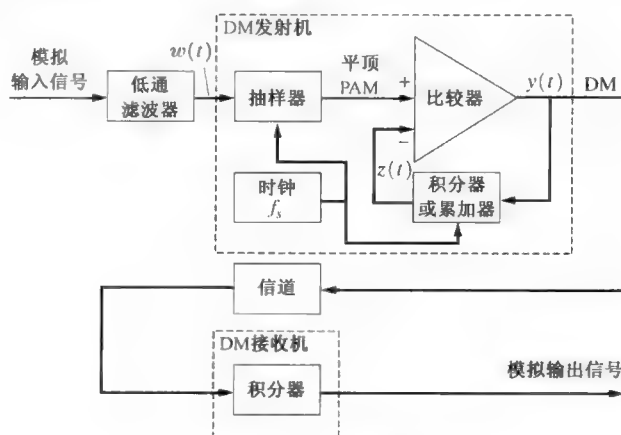 DM发射机
模拟
输入信号
低通
滤波器
w(t)
抽样器
平顶
PAM
+
−
比较器
y(t)
DM
z(t)
时钟
f_s
积分器
或累加器
信道
DM接收机
积分器
模拟输出信号